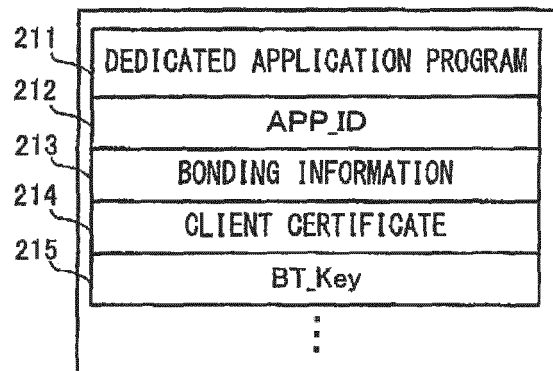 211 DEDICATED APPLICATION PROGRAM
212 APP_ID
213 BONDING INFORMATION
214 CLIENT CERTIFICATE
215 BT_Key